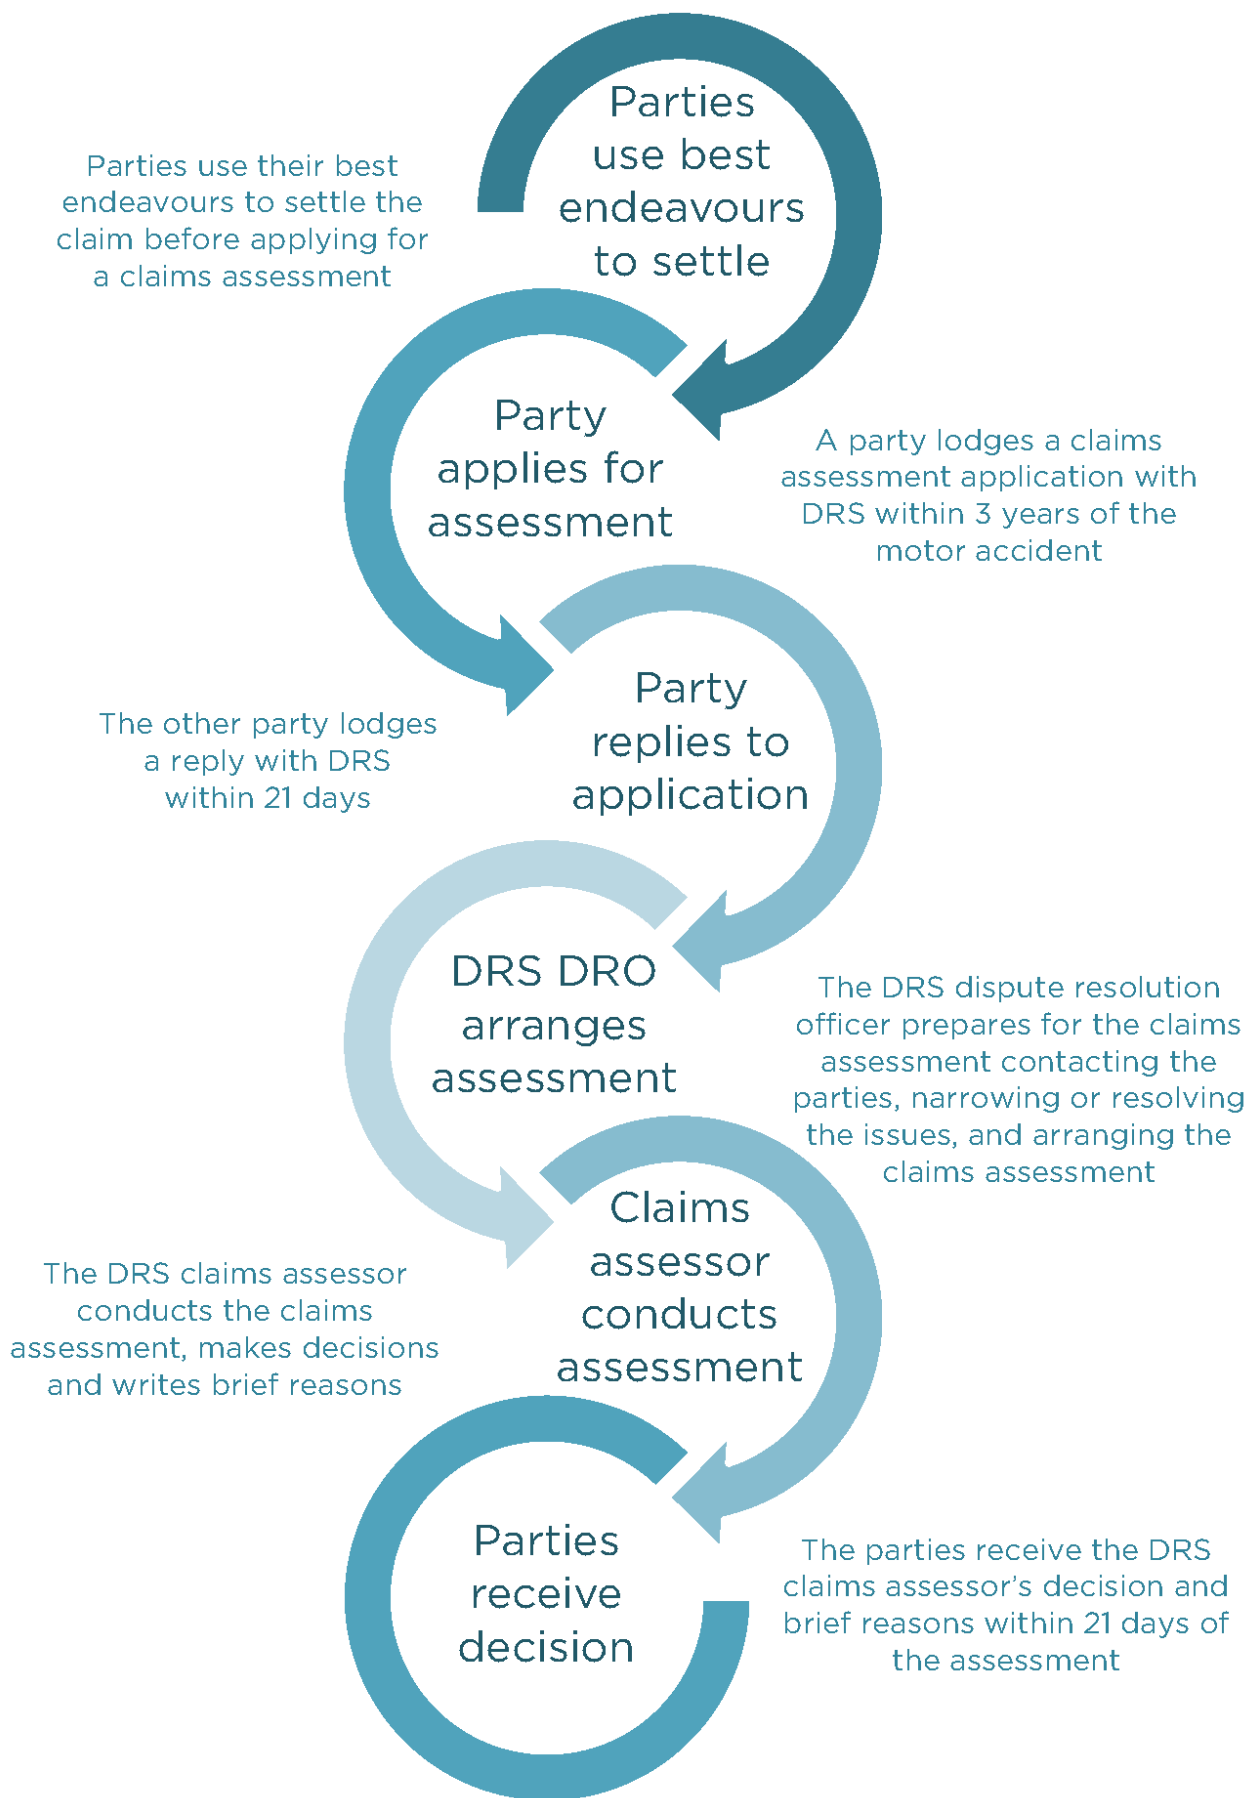 Parties
use best
endeavours
to settle
Parties use their best
endeavours to settle the
claim before applying for
a claims assessment
Party
applies for
assessment
A party lodges a claims
assessment application with
DRS within 3 years of the
motor accident
Party
replies to
application
The other party lodges
a reply with DRS
within 21 days
DRS DRO
arranges
assessment
The DRS dispute resolution
officer prepares for the claims
assessment contacting the
parties, narrowing or resolving
the issues, and arranging the
claims assessment
Claims
assessor
conducts
assessment
The DRS claims assessor
conducts the claims
assessment, makes decisions
and writes brief reasons
Parties
receive
decision
The parties receive the DRS
claims assessor's decision and
brief reasons within 21 days of
the assessment